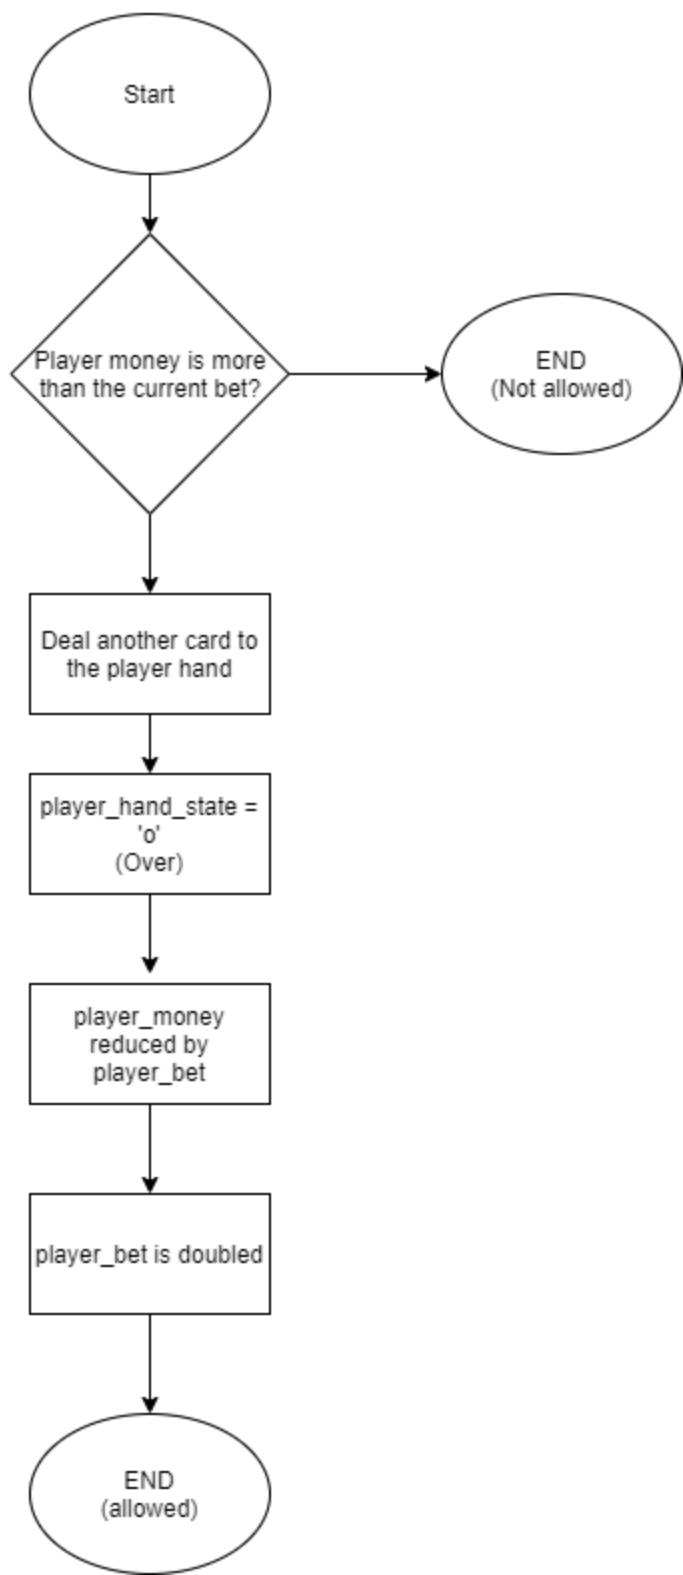 Start
Player money is more
than the current bet?
END
(Not allowed)
Deal another card to
the player hand
player_hand_state =
'o'
(Over)
player_money
reduced by
player_bet
player_bet is doubled
END
(allowed)